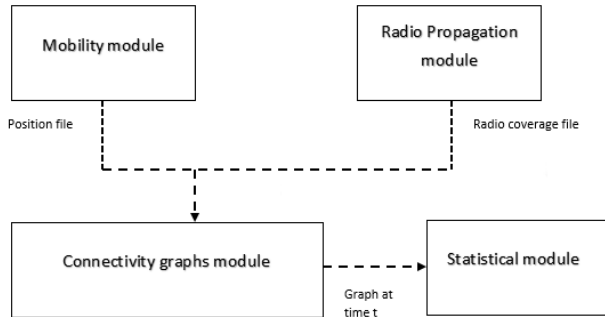 Mobility module
Radio Propagation
module
Position file
Radio coverage file
Connectivity graphs module
Statistical module
Graph at
time t